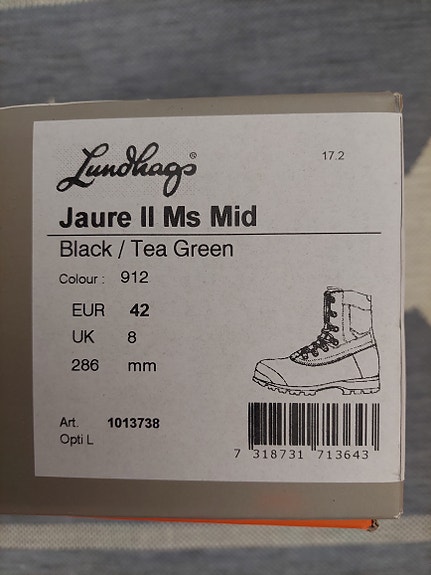 Lundhags®
17.2
Jaure II Ms Mid
Black / Tea Green
Colour : 912
EUR 42
UK 8
286 mm
Art. 1013738
Opti L
7 318731 713643